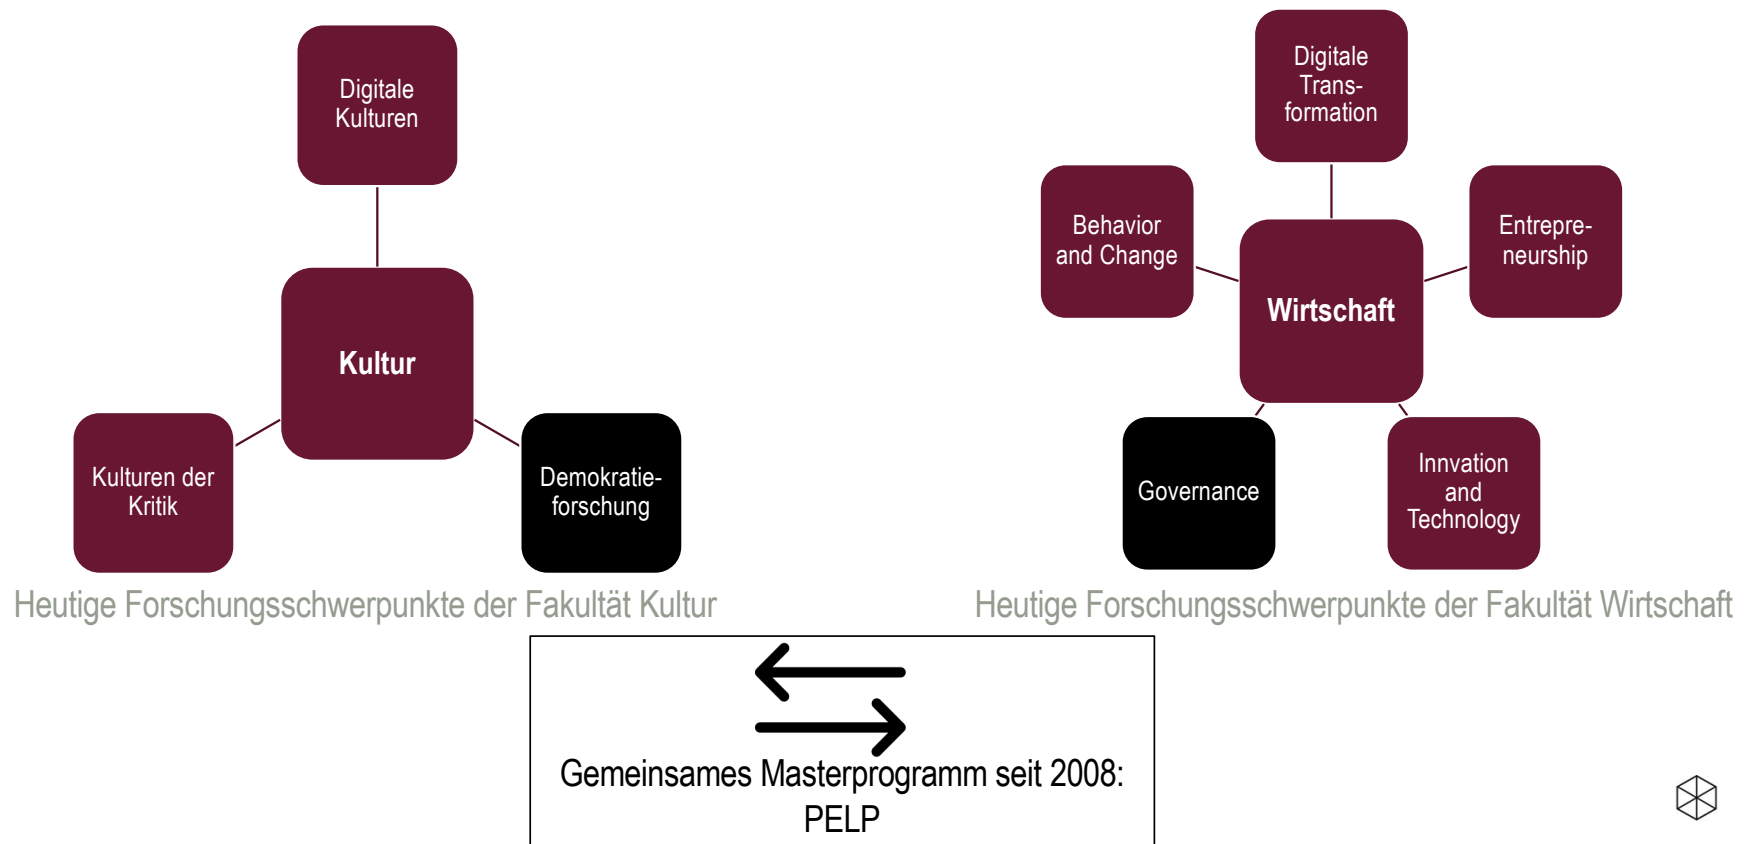 Digitale
Kulturen
Kultur
Kulturen der
Kritik
Demokratie-
forschung
Heutige Forschungsschwerpunkte der Fakultät Kultur
Digitale
Trans-
formation
Behavior
and Change
Entrepre-
neurship
Wirtschaft
Governance
Innvation
and
Technology
Heutige Forschungsschwerpunkte der Fakultät Wirtschaft
Gemeinsames Masterprogramm seit 2008:
PELP